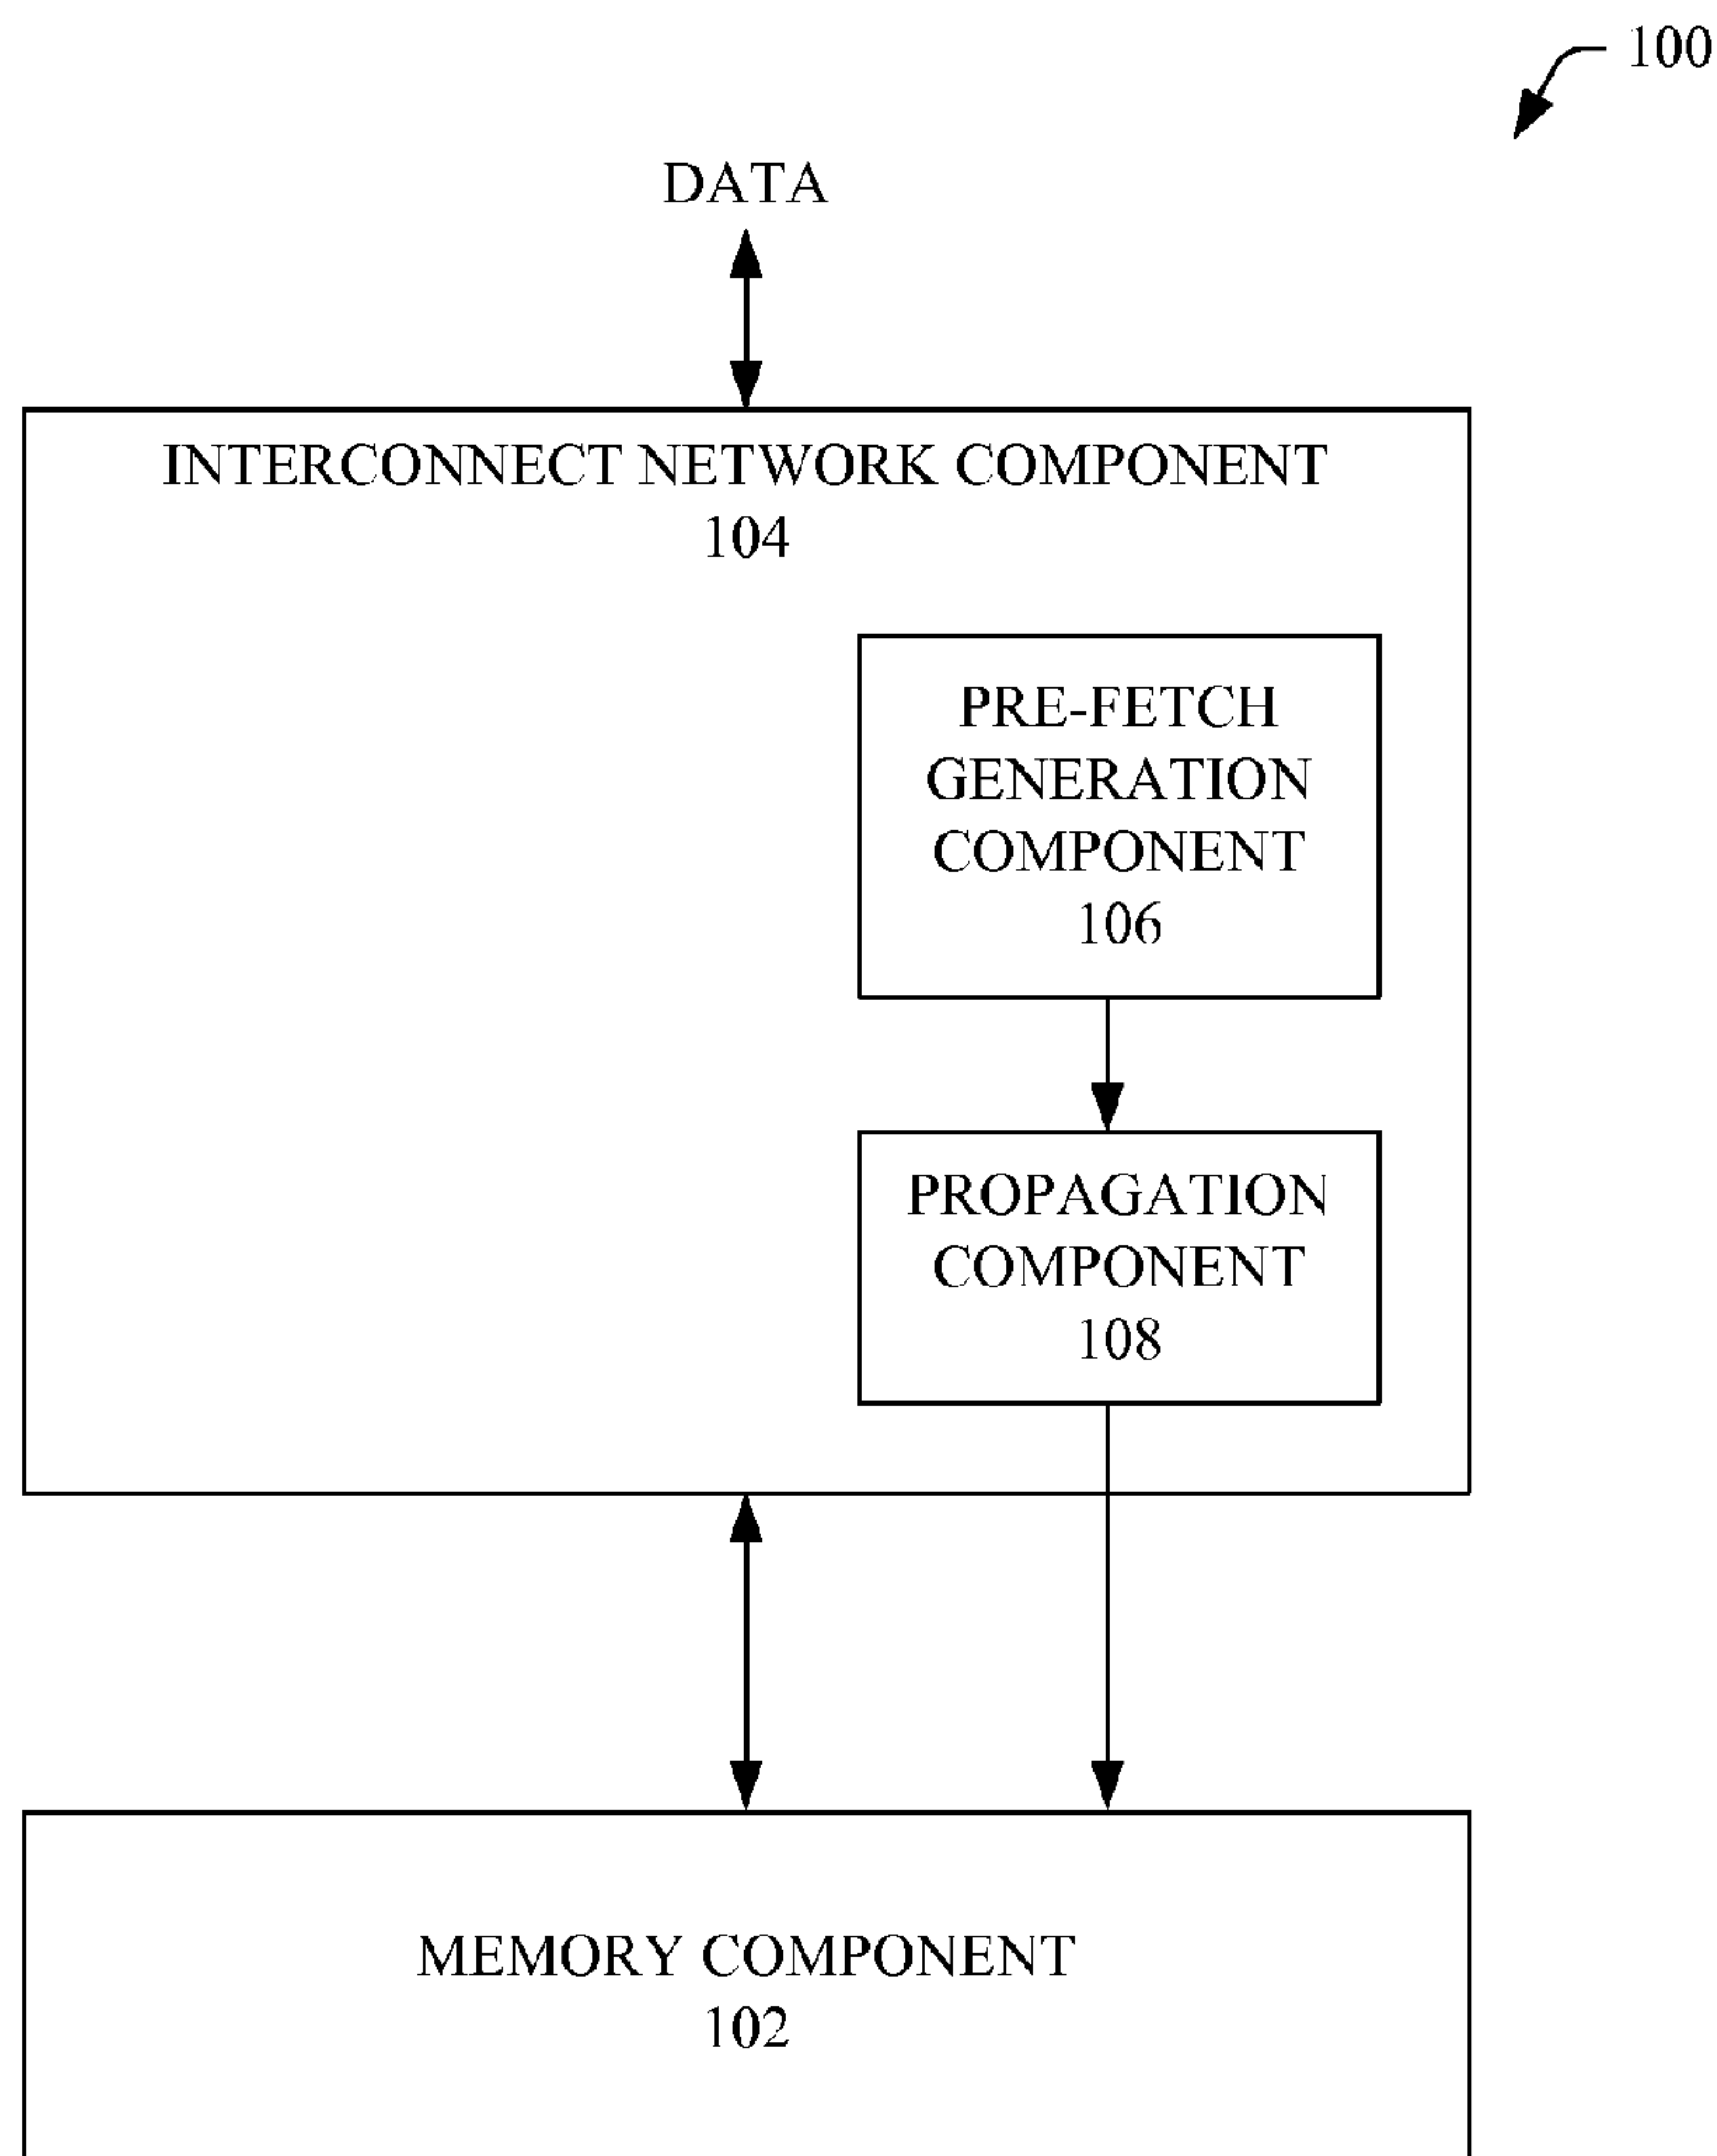 100
DATA
INTERCONNECT NETWORK COMPONENT
104
PRE-FETCH
GENERATION
COMPONENT
106
PROPAGATION
COMPONENT
108
MEMORY COMPONENT
102